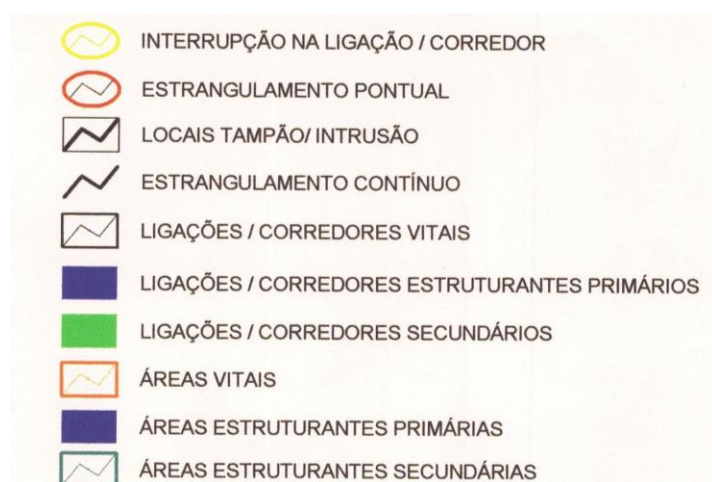 INTERRUPÇÃO NA LIGAÇÃO / CORREDOR
ESTRANGULAMENTO PONTUAL
LOCAIS TAMPÃO/ INTRUSÃO
ESTRANGULAMENTO CONTÍNUO
LIGAÇÕES / CORREDORES VITAIS
LIGAÇÕES / CORREDORES ESTRUTURANTES PRIMÁRIOS
LIGAÇÕES / CORREDORES SECUNDÁRIOS
ÁREAS VITAIS
ÁREAS ESTRUTURANTES PRIMÁRIAS
ÁREAS ESTRUTURANTES SECUNDÁRIAS